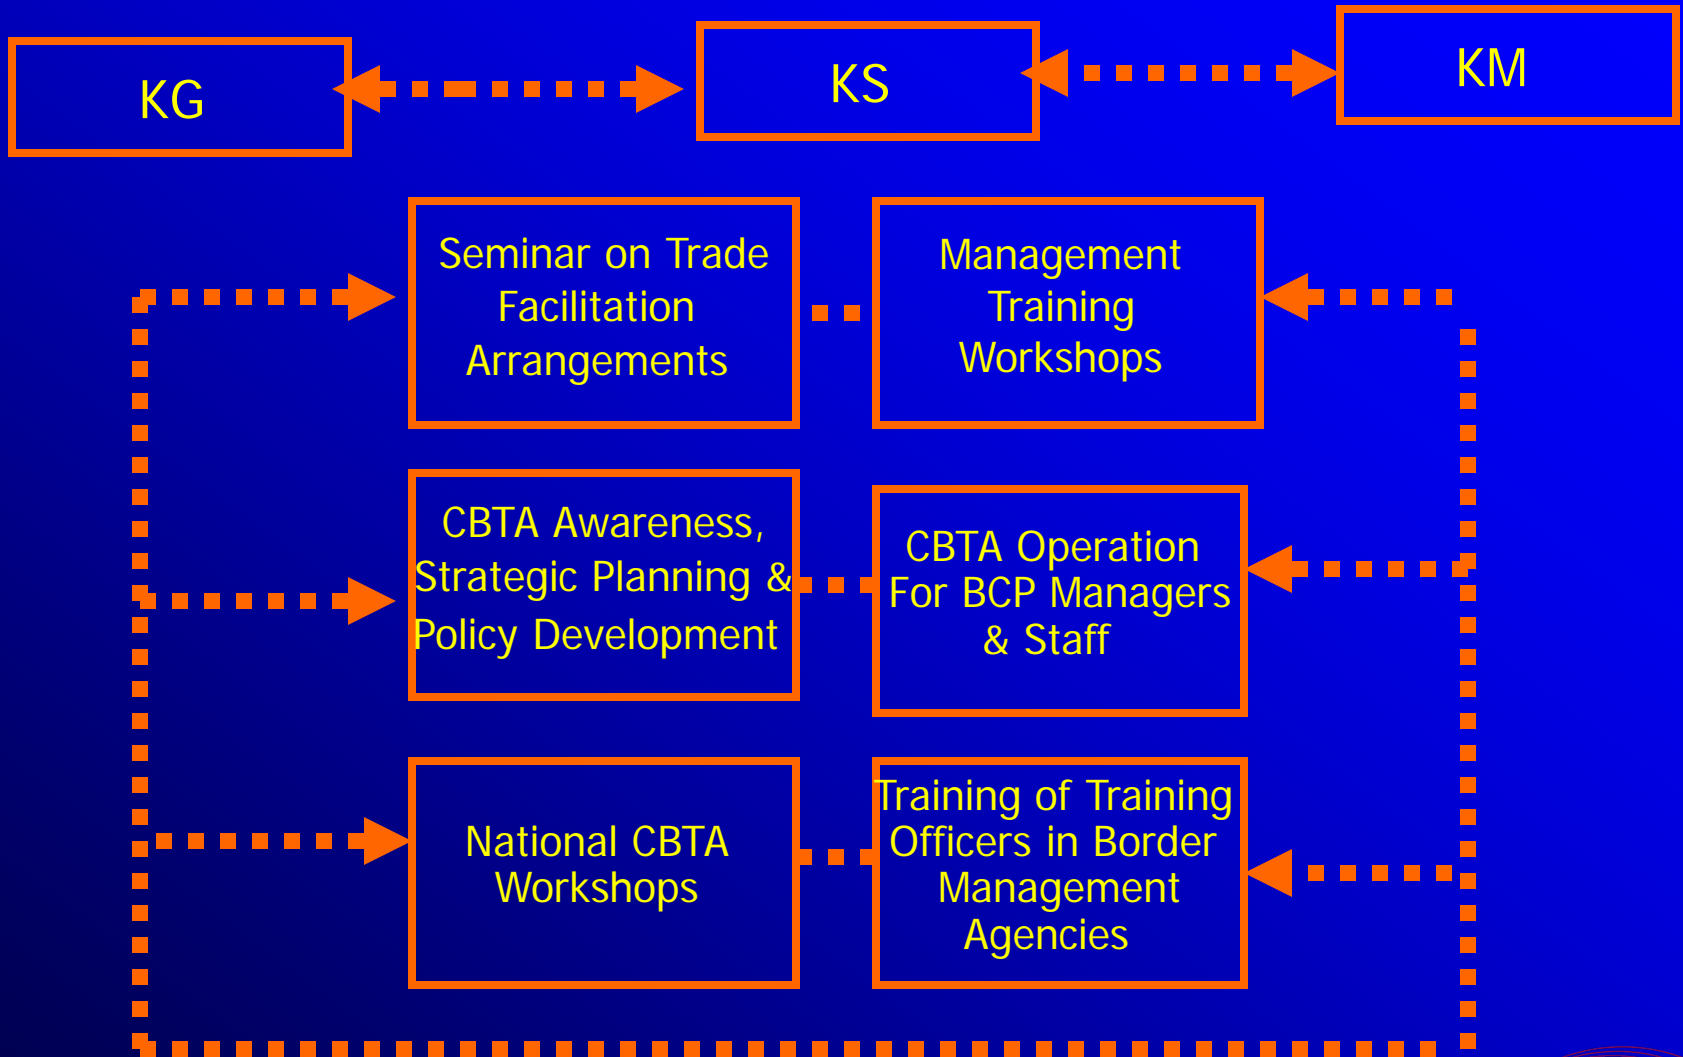 KG
KS
KM
Seminar on Trade
Facilitation
Arrangements
Management
Training
Workshops
CBTA Awareness,
Strategic Planning &
Policy Development
CBTA Operation
For BCP Managers
& Staff
National CBTA
Workshops
Training of Training
Officers in Border
Management
Agencies